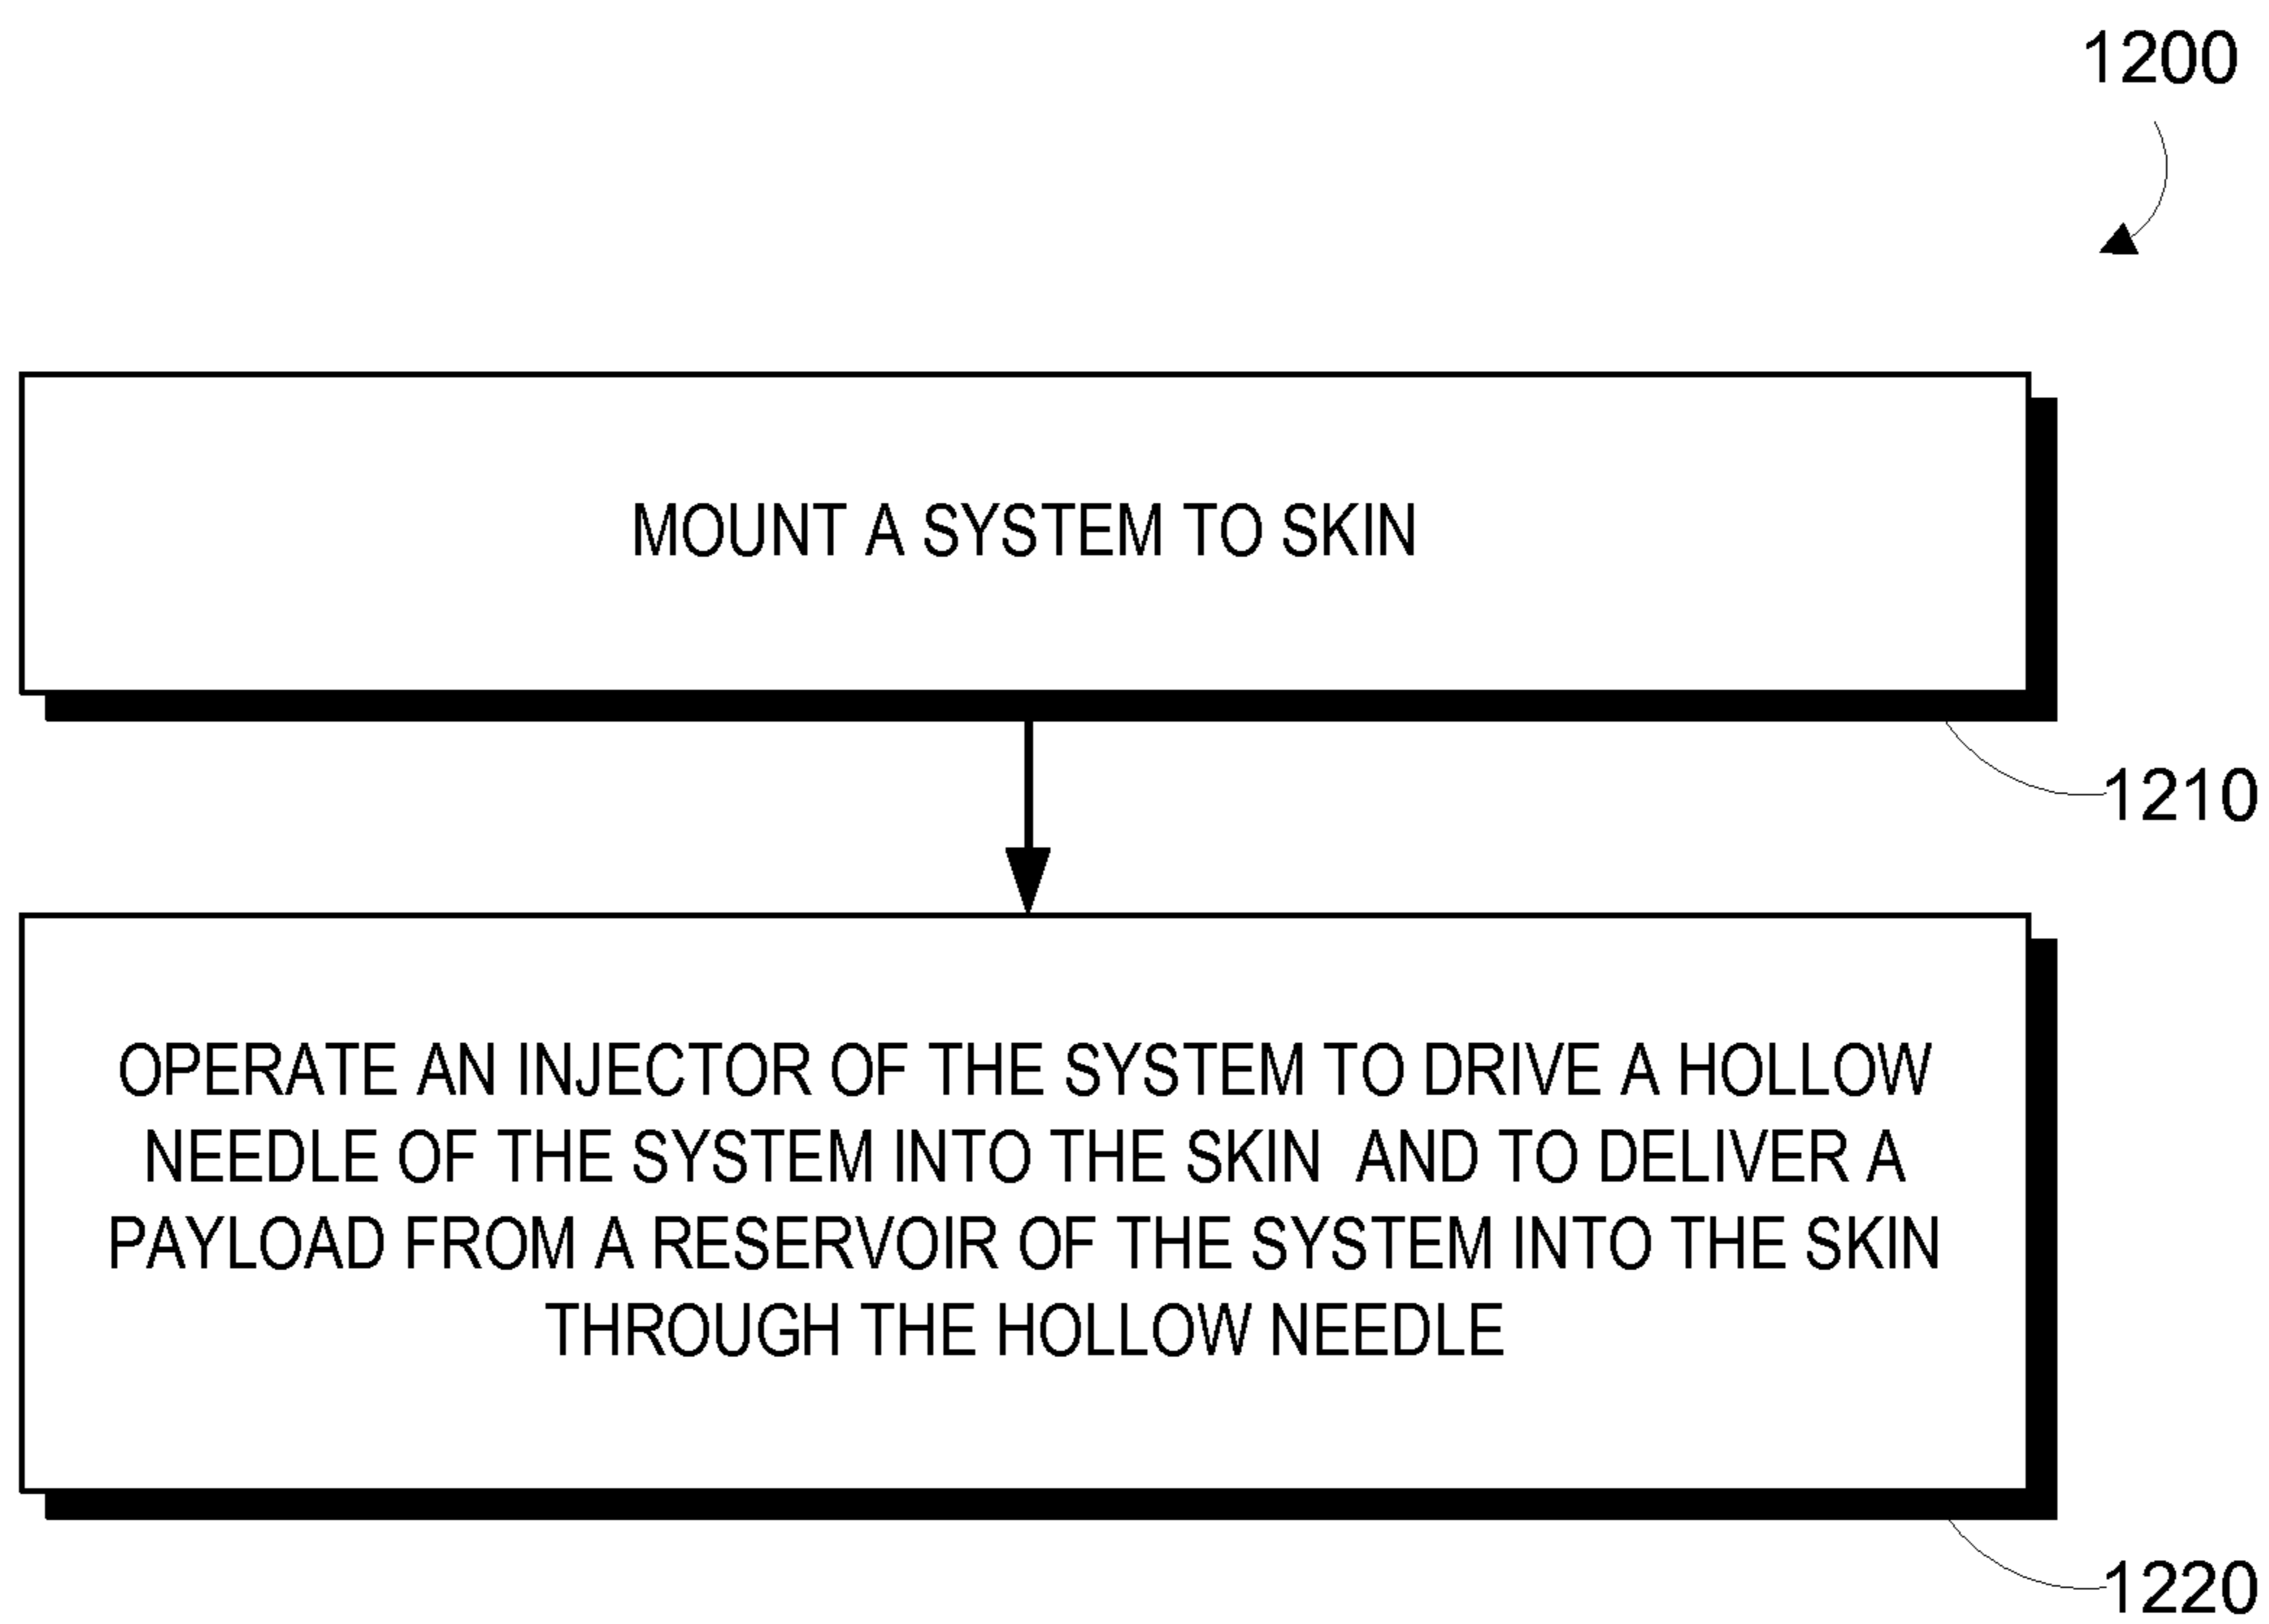 1200
MOUNT A SYSTEM TO SKIN
1210
OPERATE AN INJECTOR OF THE SYSTEM TO DRIVE A HOLLOW
NEEDLE OF THE SYSTEM INTO THE SKIN AND TO DELIVER A
PAYLOAD FROM A RESERVOIR OF THE SYSTEM INTO THE SKIN
THROUGH THE HOLLOW NEEDLE
1220